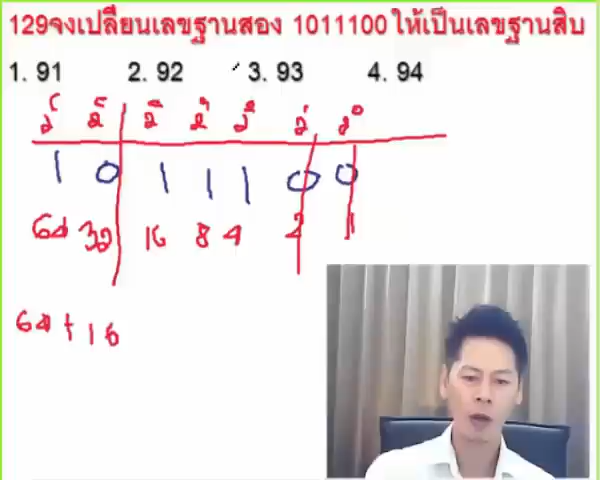 129จงเปลี่ยนเลขฐานสอง 1011100 ให้เป็นเลขฐานสิบ
1. 91 2. 92 3. 93 4. 94
1 0 1 1 1 0 0
64 32 16 8 4 2 1
64 + 16